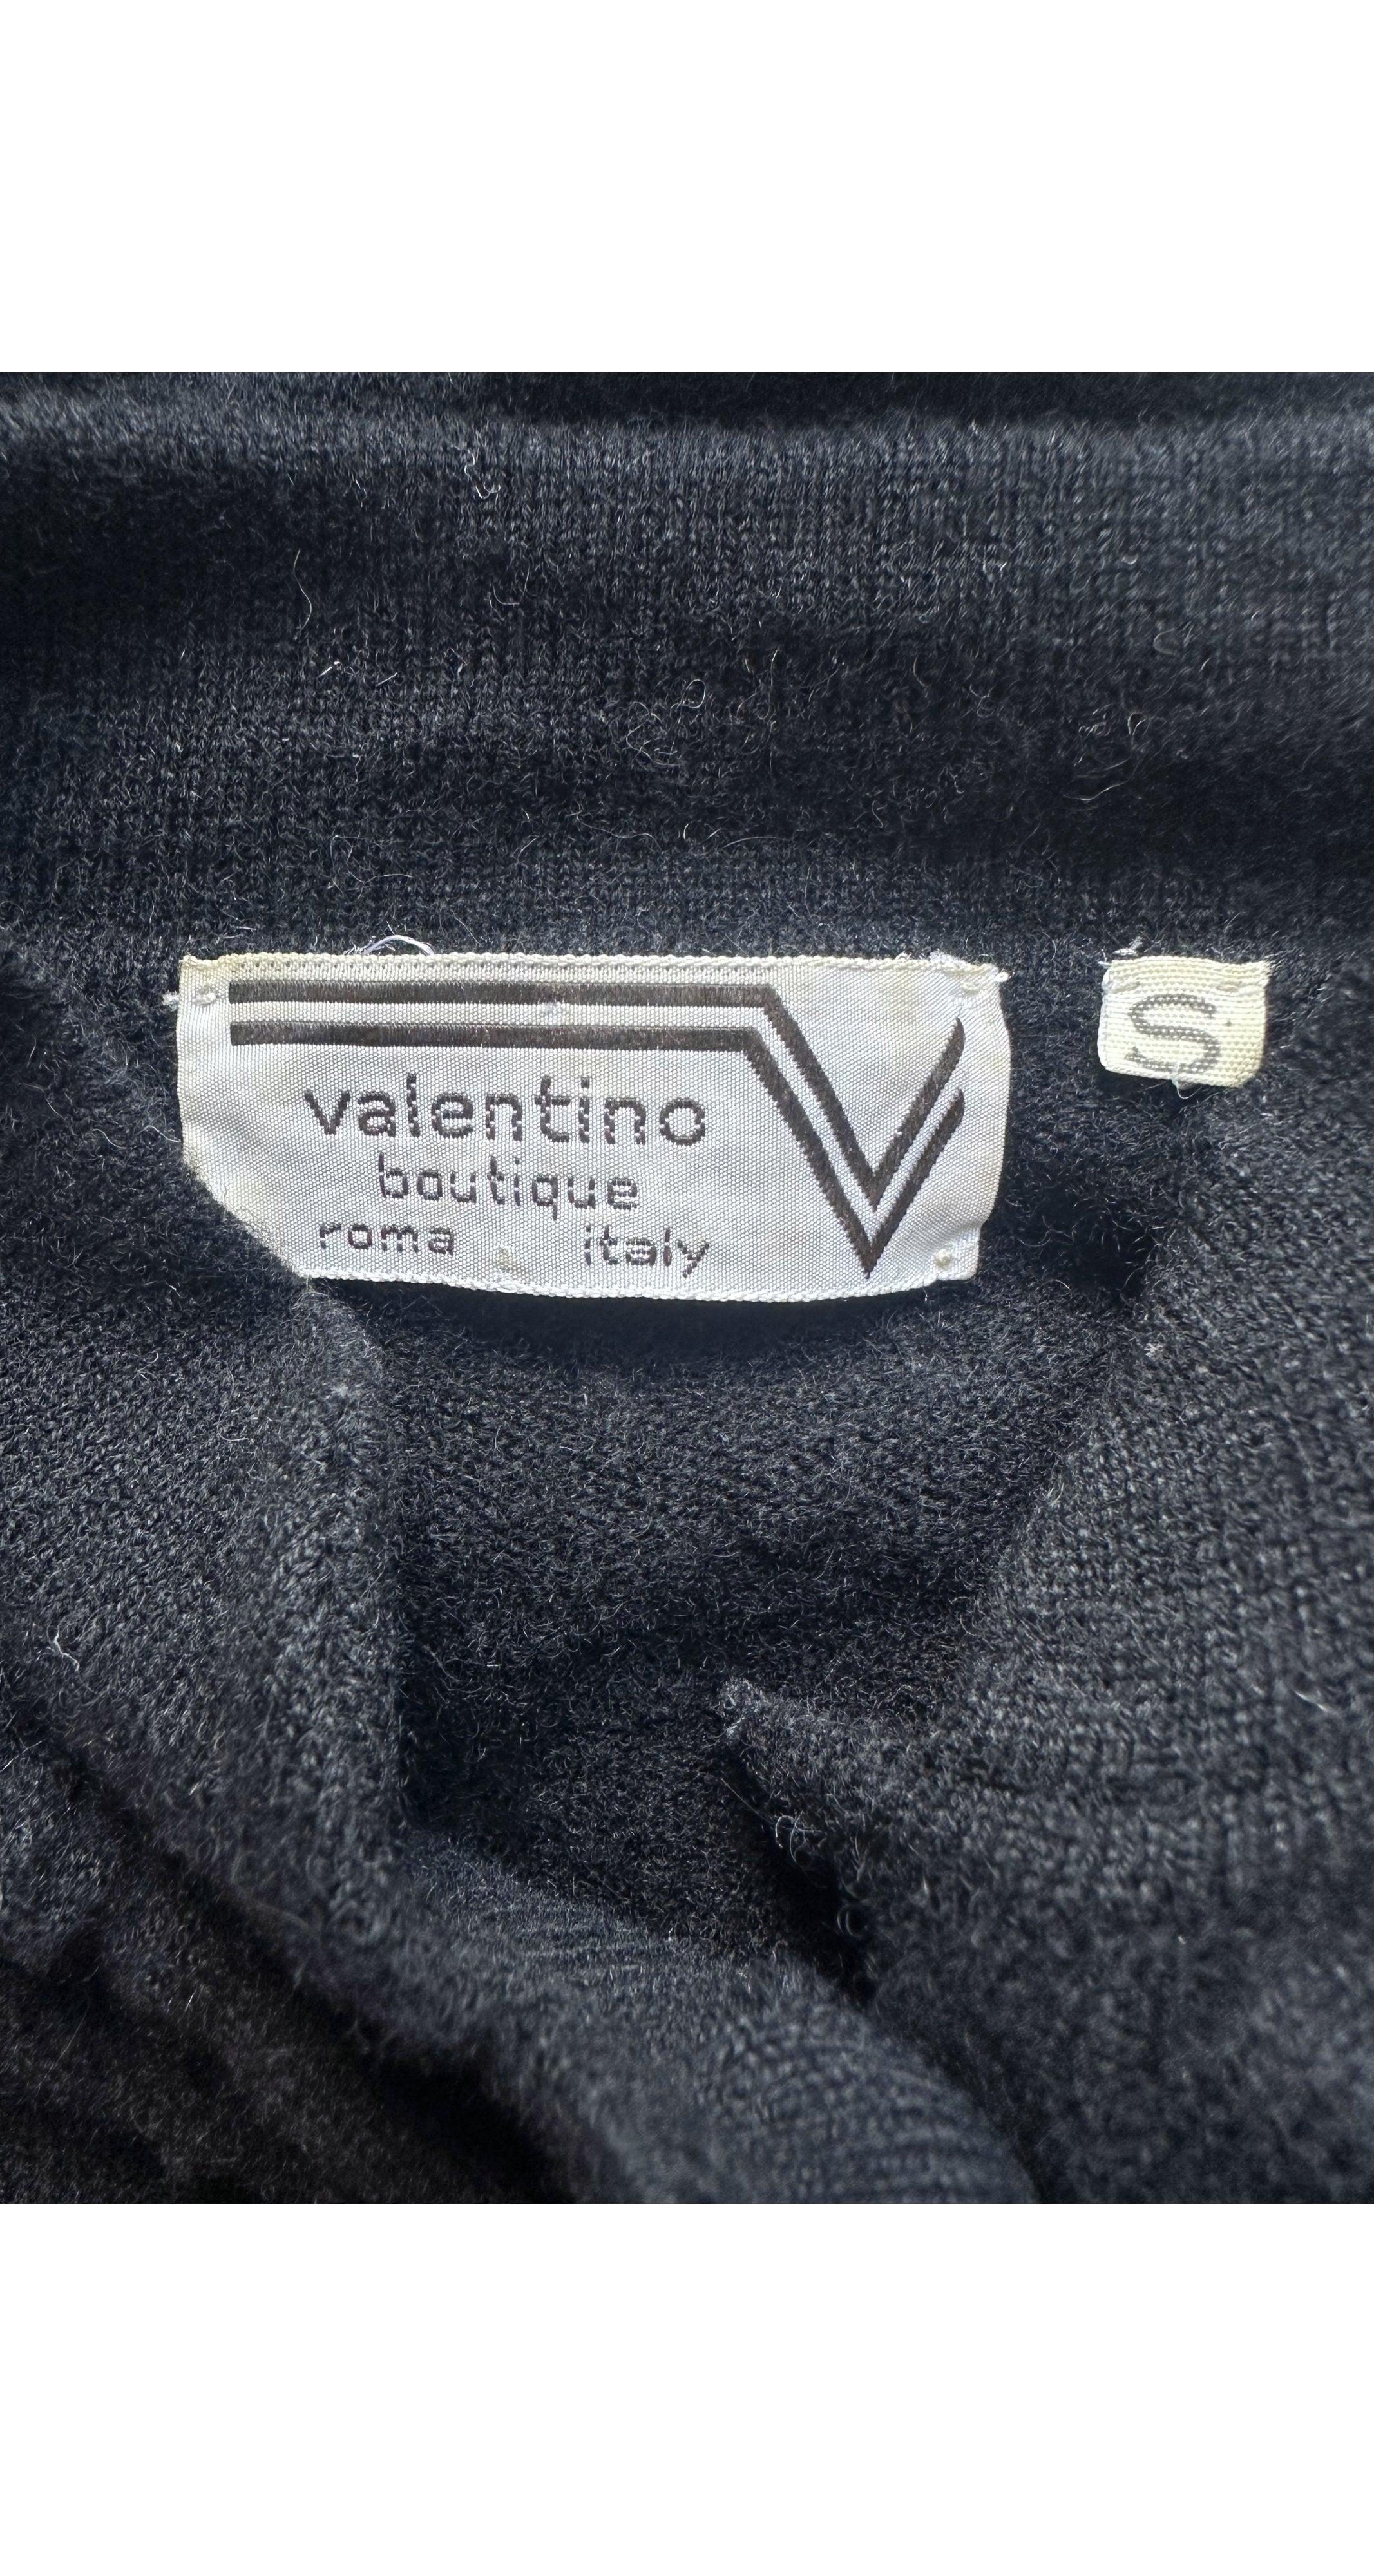 valentino
boutique
roma italy
S